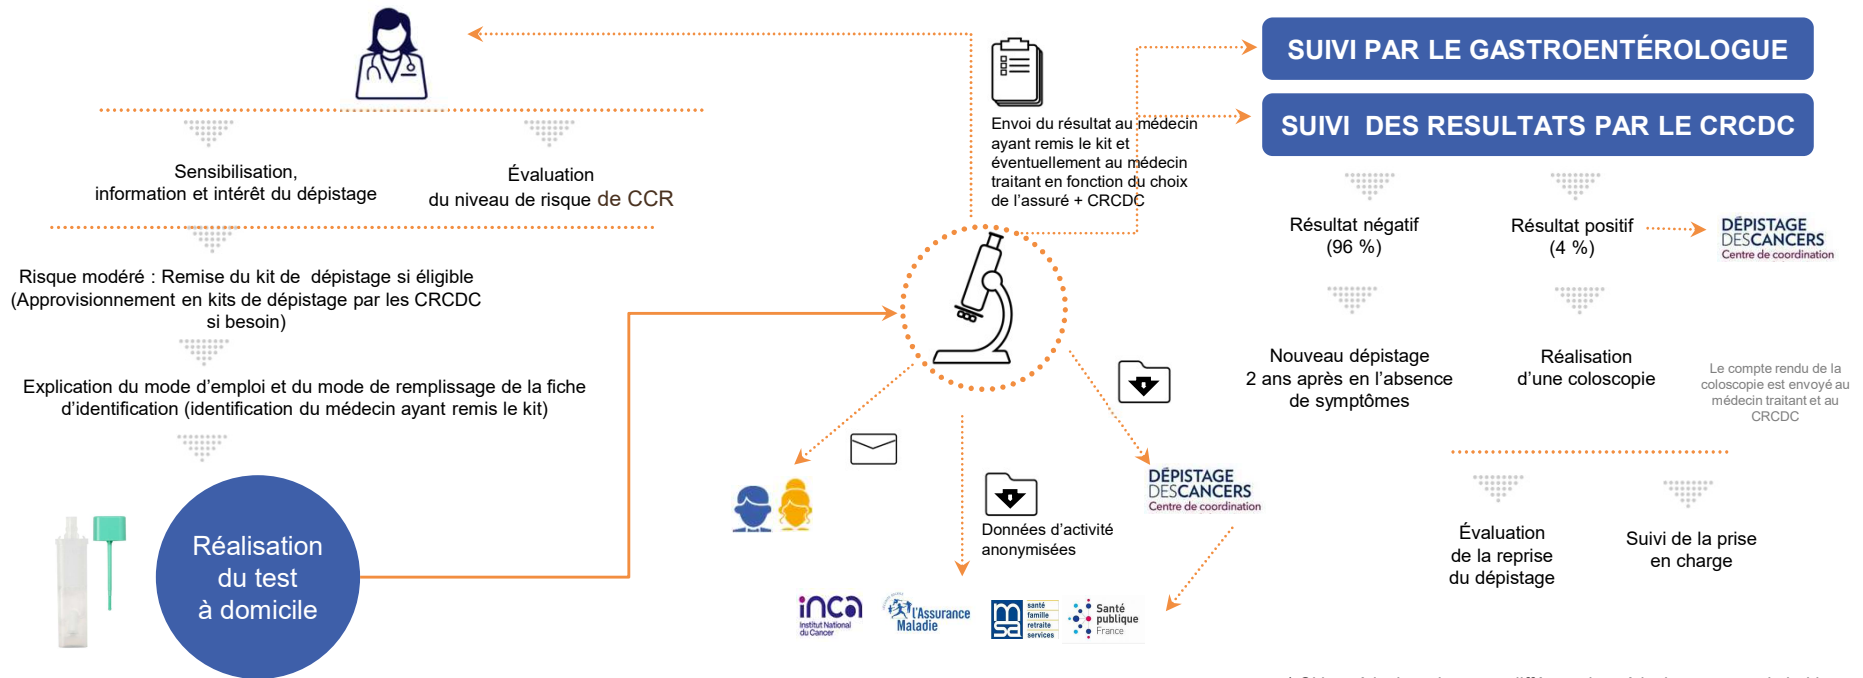 Sensibilisation,
information et intérêt du dépistage
Évaluation
du niveau de risque de CCR
Risque modéré : Remise du kit de dépistage si éligible
(Approvisionnement en kits de dépistage par les CRCDC
si besoin)
Explication du mode d'emploi et du mode de remplissage de la fiche
d'identification (identification du médecin ayant remis le kit)
Réalisation
du test
à domicile
Envoi du résultat au médecin
ayant remis le kit et
éventuellement au médecin
traitant en fonction du choix
de l'assuré + CRCDC
Données d'activité
anonymisées
DÉPISTAGE
DESCANCERS
Centre de coordination
inca
Institut National
du Cancer
l'Assurance
Maladie
msa
santé
famille
retraite
services
Santé
publique
France
SUIVI PAR LE GASTROENTÉROLOGUE
SUIVI DES RESULTATS PAR LE CRCDC
Résultat négatif
(96 %)
Résultat positif
(4 %)
DÉPISTAGE
DESCANCERS
Centre de coordination
Nouveau dépistage
2 ans après en l'absence
de symptômes
Réalisation
d'une coloscopie
Le compte rendu de la
coloscopie est envoyé au
médecin traitant et au
CRCDC
Évaluation
de la reprise
du dépistage
Suivi de la prise
en charge